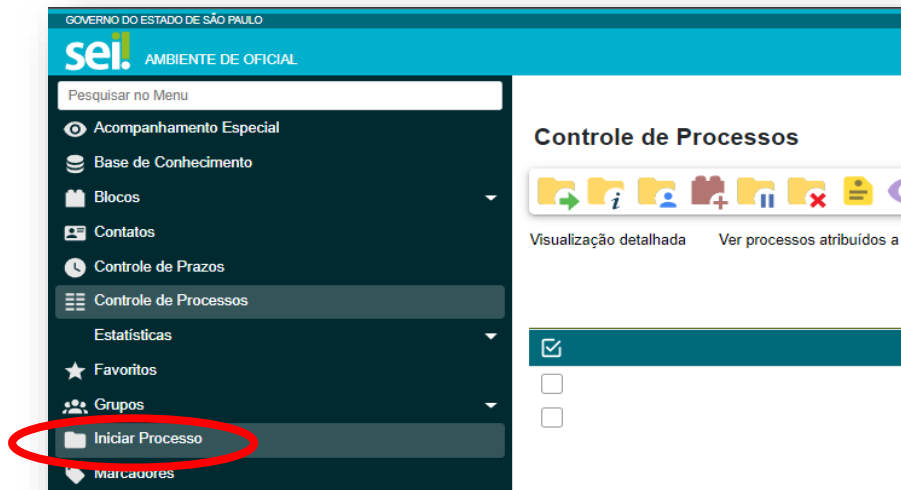 GOVERNO DO ESTADO DE SÃO PAULO
sei! AMBIENTE DE OFICIAL
Pesquisar no Menu
Acompanhamento Especial
Base de Conhecimento
Blocos
Contatos
Controle de Prazos
Controle de Processos
Estatísticas
Favoritos
Grupos
Iniciar Processo
Marcadores
Controle de Processos
Visualização detalhada Ver processos atribuídos a